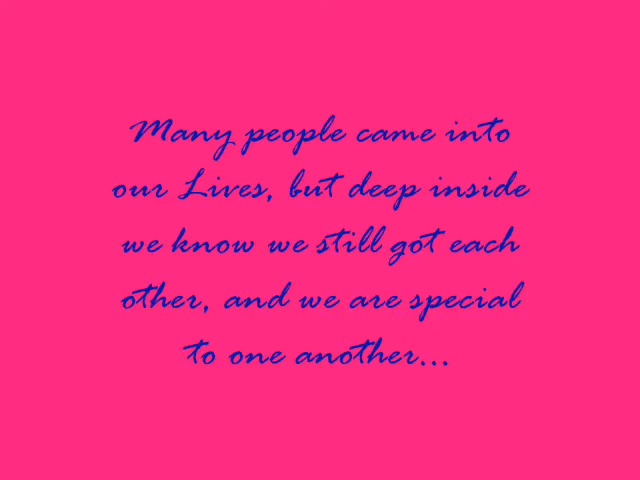 Many people came into
our Lives, but deep inside
we know we still got each
other, and we are special
to one another...